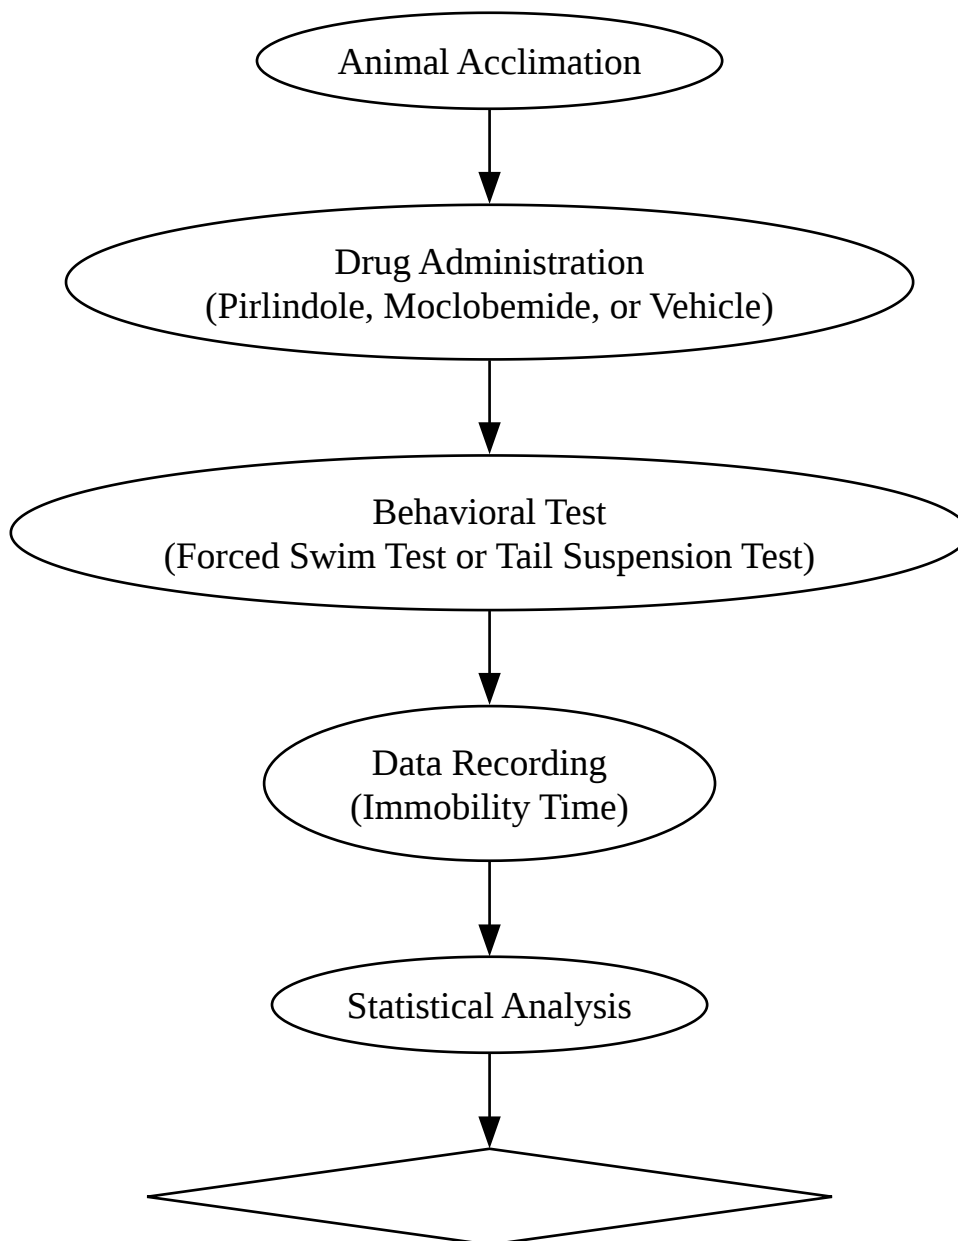 Animal Acclimation
Drug Administration
(Pirlindole, Moclobemide, or Vehicle)
Behavioral Test
(Forced Swim Test or Tail Suspension Test)
Data Recording
(Immobility Time)
Statistical Analysis